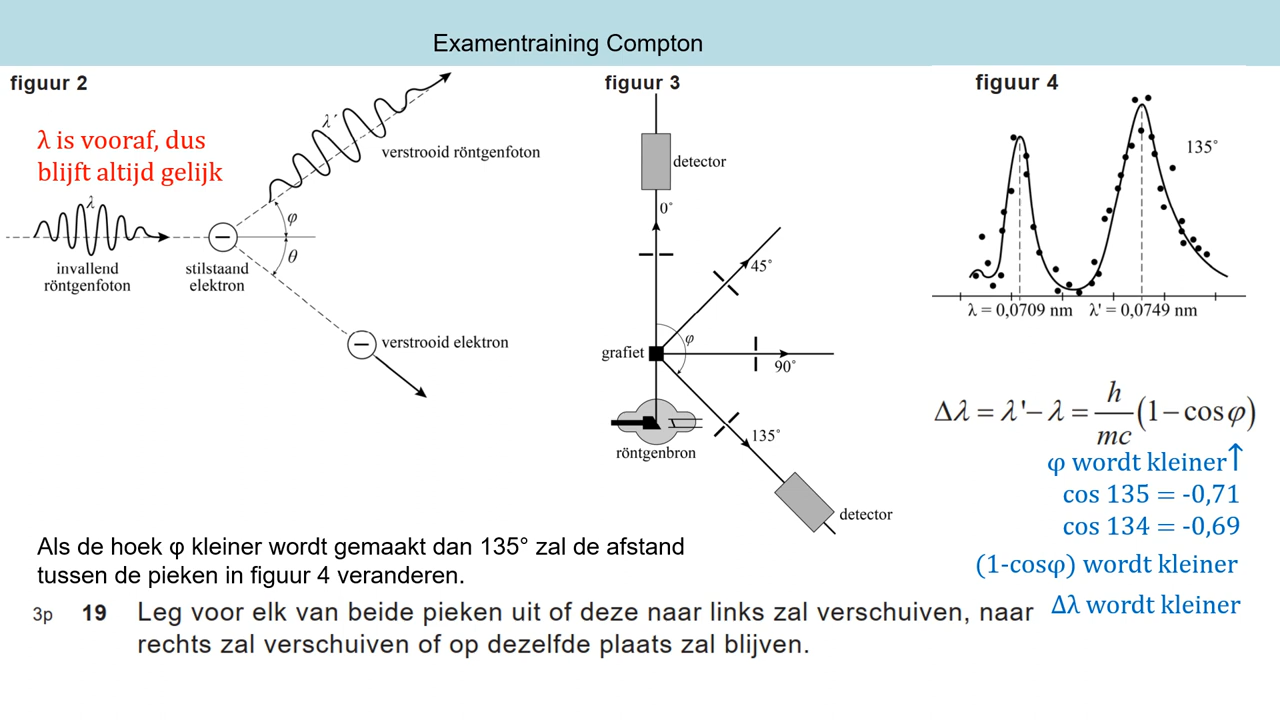 Examentraining Compton
figuur 2
λ is vooraf, dus
blijft altijd gelijk
λ
λ´
verstrooid röntgenfoton
φ
θ
invallend
röntgenfoton
stilstaand
elektron
verstrooid elektron
figuur 3
detector
0°
45°
φ
grafiet
90°
135°
röntgenbron
detector
figuur 4
135°
λ = 0,0709 nm λ' = 0,0749 nm
Δλ = λ'− λ = h/mc (1− cosφ)
φ wordt kleiner↑
cos 135 = -0,71
cos 134 = -0,69
(1-cosφ) wordt kleiner
Δλ wordt kleiner
Als de hoek φ kleiner wordt gemaakt dan 135° zal de afstand
tussen de pieken in figuur 4 veranderen.
3p 19 Leg voor elk van beide pieken uit of deze naar links zal verschuiven, naar
rechts zal verschuiven of op dezelfde plaats zal blijven.